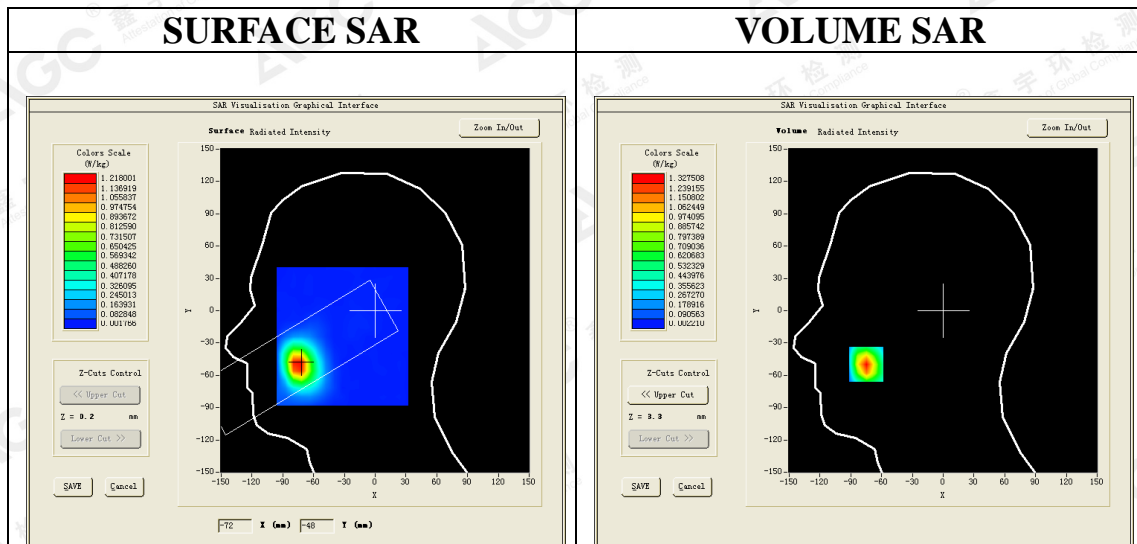 SURFACE SAR
VOLUME SAR
SAR Visualisation Graphical Interface
Surface Radiated Intensity
Zoom In/Out
Colors Scale
(W/kg)
1.218001
1.136919
1.055837
0.974754
0.893672
0.812590
0.731507
0.650425
0.569342
0.488260
0.407178
0.326095
0.245013
0.163931
0.082848
0.001766
150
120
90
60
30
0
-30
-60
-90
-120
-150
Y
-150 -120 -90 -60 -30 0 30 60 90 120 150
X
Z-Cuts Control
<< Upper Cut
Z = 0.2 mm
Lower Cut >>
SAVE
Cancel
-72 X (mm) -48 Y (mm)
SAR Visualisation Graphical Interface
Volume Radiated Intensity
Zoom In/Out
Colors Scale
(W/kg)
1.327508
1.239155
1.150802
1.062449
0.974095
0.885742
0.797389
0.709036
0.620683
0.532329
0.443976
0.355623
0.267270
0.178916
0.090563
0.002210
150
120
90
60
30
0
-30
-60
-90
-120
-150
Y
-150 -120 -90 -60 -30 0 30 60 90 120 150
X
Z-Cuts Control
<< Upper Cut
Z = 3.3 mm
Lower Cut >>
SAVE
Cancel
AGC